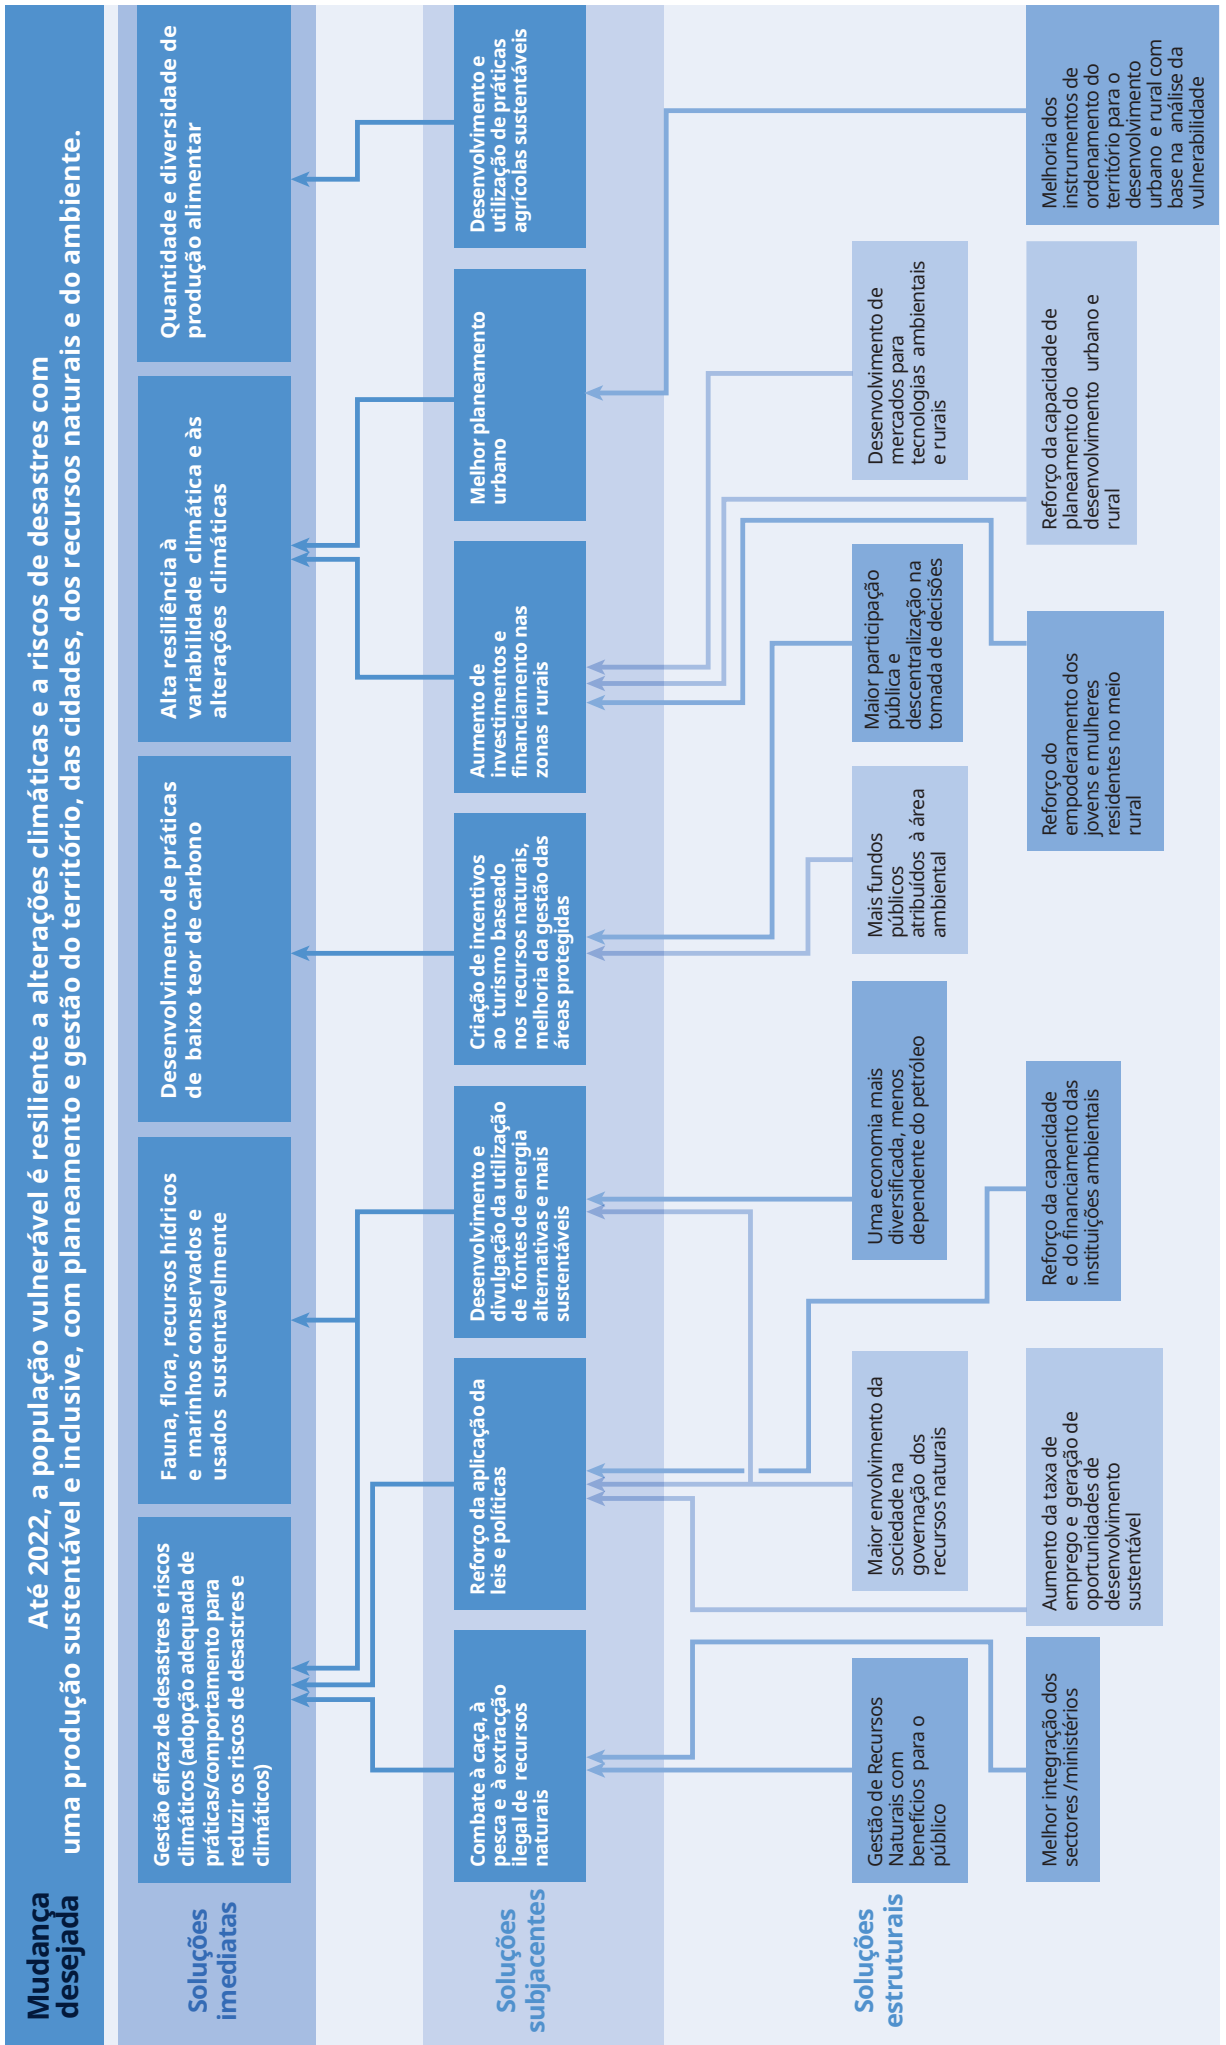 Mudança
desejada
Até 2022, a população vulnerável é resiliente a alterações climáticas e a riscos de desastres com
uma produção sustentável e inclusive, com planeamento e gestão do território, das cidades, dos recursos naturais e do ambiente.
Soluções
imediatas
Gestão eficaz de desastres e riscos
climáticos (adopção adequada de
práticas/comportamento para
reduzir os riscos de desastres e
climáticos)
Fauna, flora, recursos hídricos
e marinhos conservados e
usados sustentavelmente
Desenvolvimento de práticas
de baixo teor de carbono
Alta resiliência à
variabilidade climática e às
alterações climáticas
Quantidade e diversidade de
produção alimentar
Soluções
subjacentes
Combate à caça, à
pesca e à extracção
ilegal de recursos
naturais
Reforço da aplicação da
leis e políticas
Desenvolvimento e
divulgação da utilização
de fontes de energia
alternativas e mais
sustentáveis
Criação de incentivos
ao turismo baseado
nos recursos naturais,
melhoria da gestão das
áreas protegidas
Aumento de
investimentos e
financiamento nas
zonas rurais
Melhor planeamento
urbano
Desenvolvimento e
utilização de práticas
agrícolas sustentáveis
Soluções
estruturais
Gestão de Recursos
Naturais com
benefícios para o
público
Maior envolvimento da
sociedade na
governação dos
recursos naturais
Uma economia mais
diversificada, menos
dependente do petróleo
Mais fundos
públicos
atribuídos à área
ambiental
Maior participação
pública e
descentralização na
tomada de decisões
Desenvolvimento de
mercados para
tecnologias ambientais
e rurais
Melhor integração dos
sectores /ministérios
Aumento da taxa de
emprego e geração de
oportunidades de
desenvolvimento
sustentável
Reforço da capacidade
e do financiamento das
instituições ambientais
Reforço do
empoderamento dos
jovens e mulheres
residentes no meio
rural
Reforço da capacidade de
planeamento do
desenvolvimento urbano e
rural
Melhoria dos
instrumentos de
ordenamento do
território para o
desenvolvimento
urbano e rural com
base na análise da
vulnerabilidade